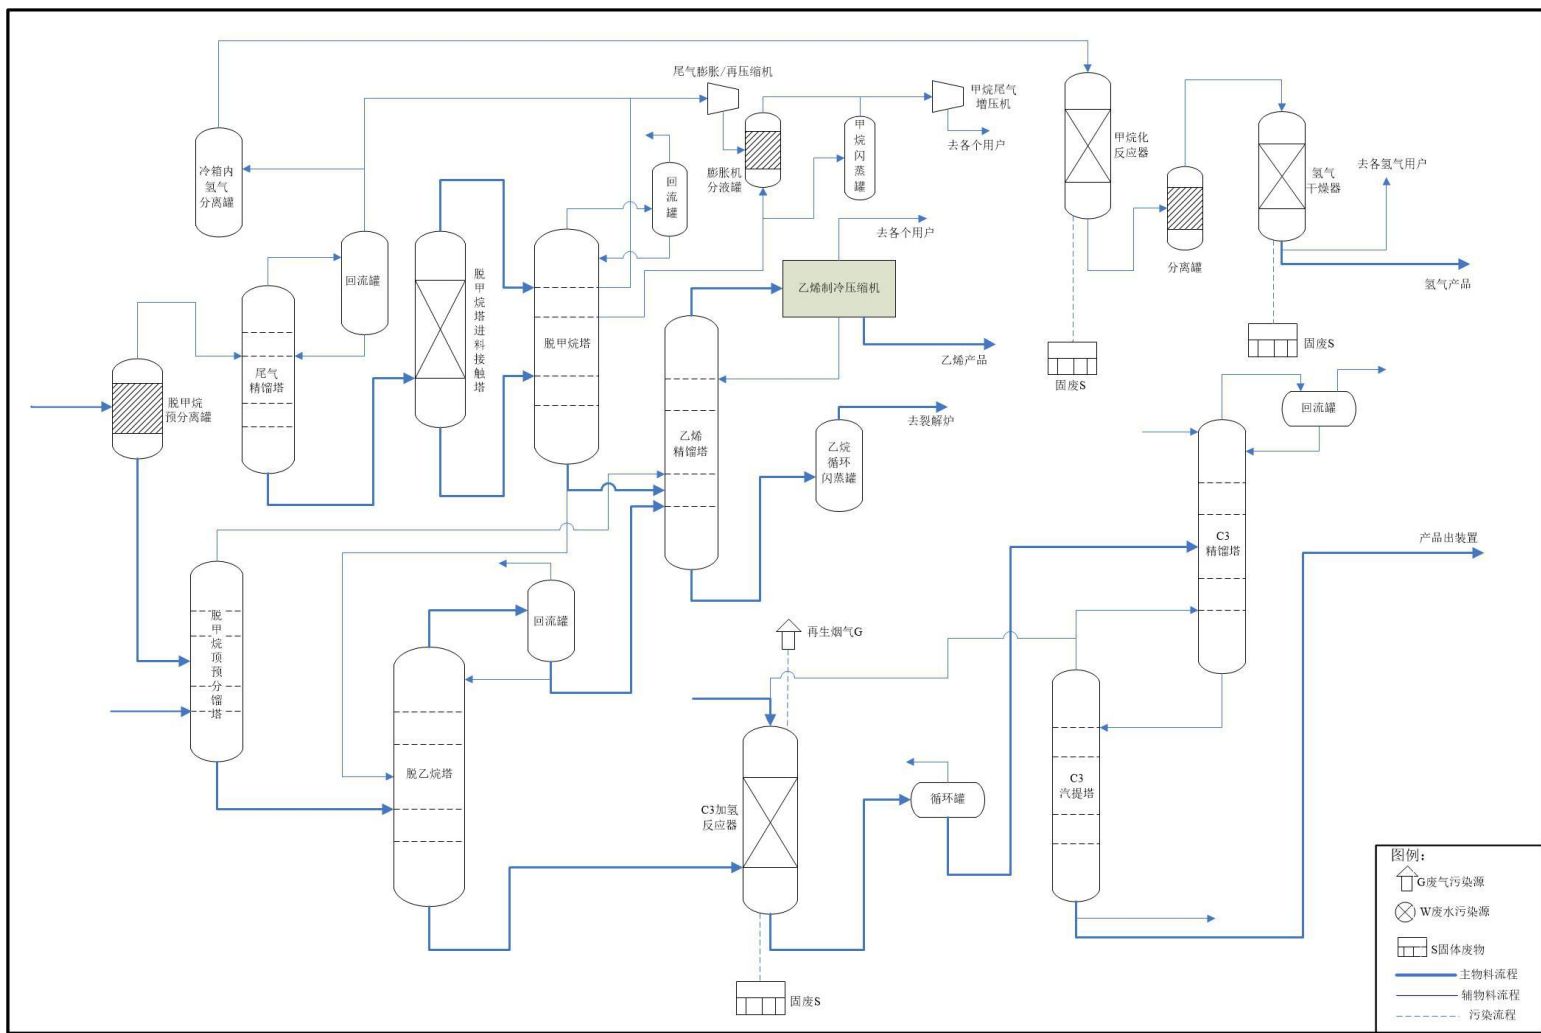 尾气膨胀/再压缩机
甲烷尾气
增压机
去各个用户
膨胀机
分液罐
甲
烷
闪
蒸
罐
甲烷化
反应器
分离罐
氢气
干燥器
去各氢气用户
氢气产品
固废S
固废S
冷箱内
氢气
分离罐
回流罐
尾气
精馏塔
脱甲烷
预分离罐
脱
甲
烷
塔
进
料
接
触
塔
脱甲烷塔
回
流
罐
去各个用户
乙烯制冷压缩机
乙烯产品
乙烯
精馏塔
去裂解炉
乙烷
循环
闪蒸罐
回流罐
C3
精馏塔
产品出装置
脱
甲
烷
顶
预
分
馏
塔
回流罐
脱乙烷塔
再生烟气G
C3加氢
反应器
循环罐
C3
汽提塔
固废S
图例：
G废气污染源
W废水污染源
S固体废物
主物料流程
辅物料流程
污染流程